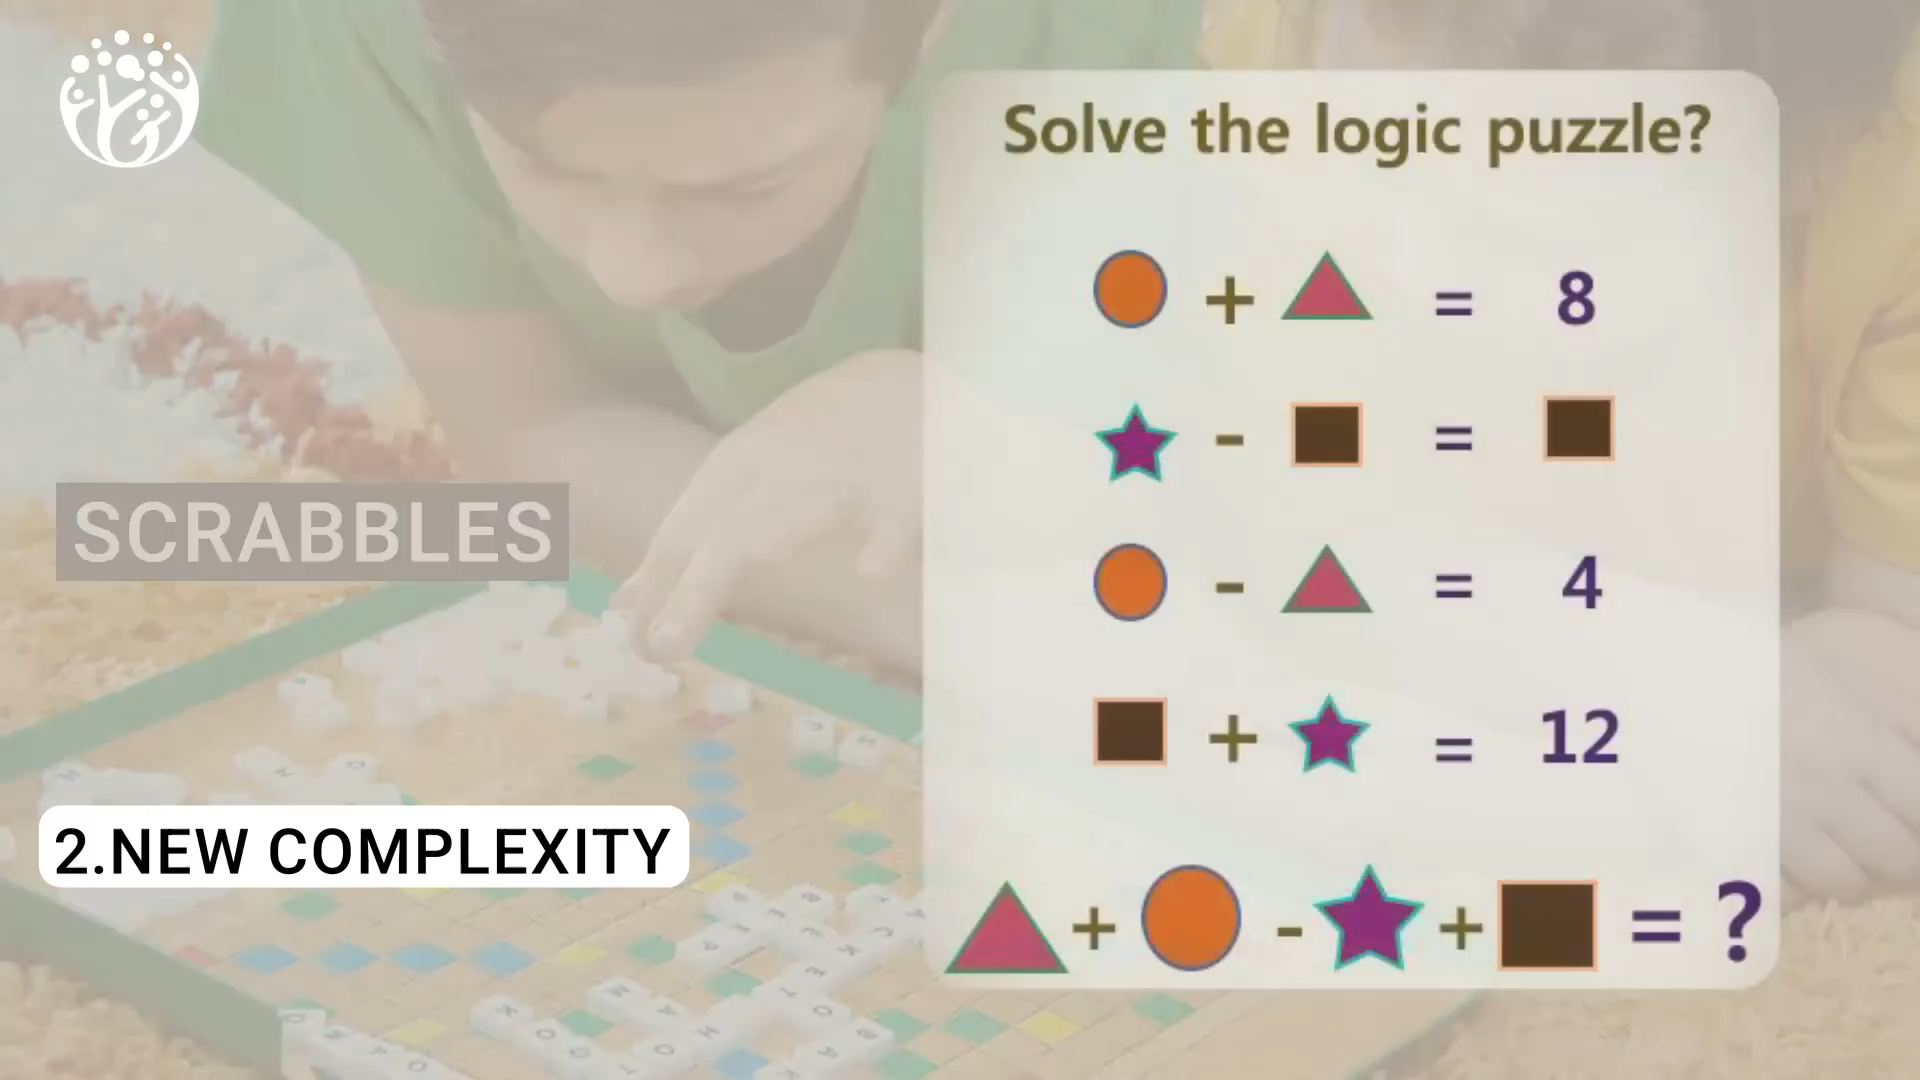 Solve the logic puzzle?
+ = 8
- =
- = 4
+ = 12
+ - + = ?
SCRABBLES
2.NEW COMPLEXITY